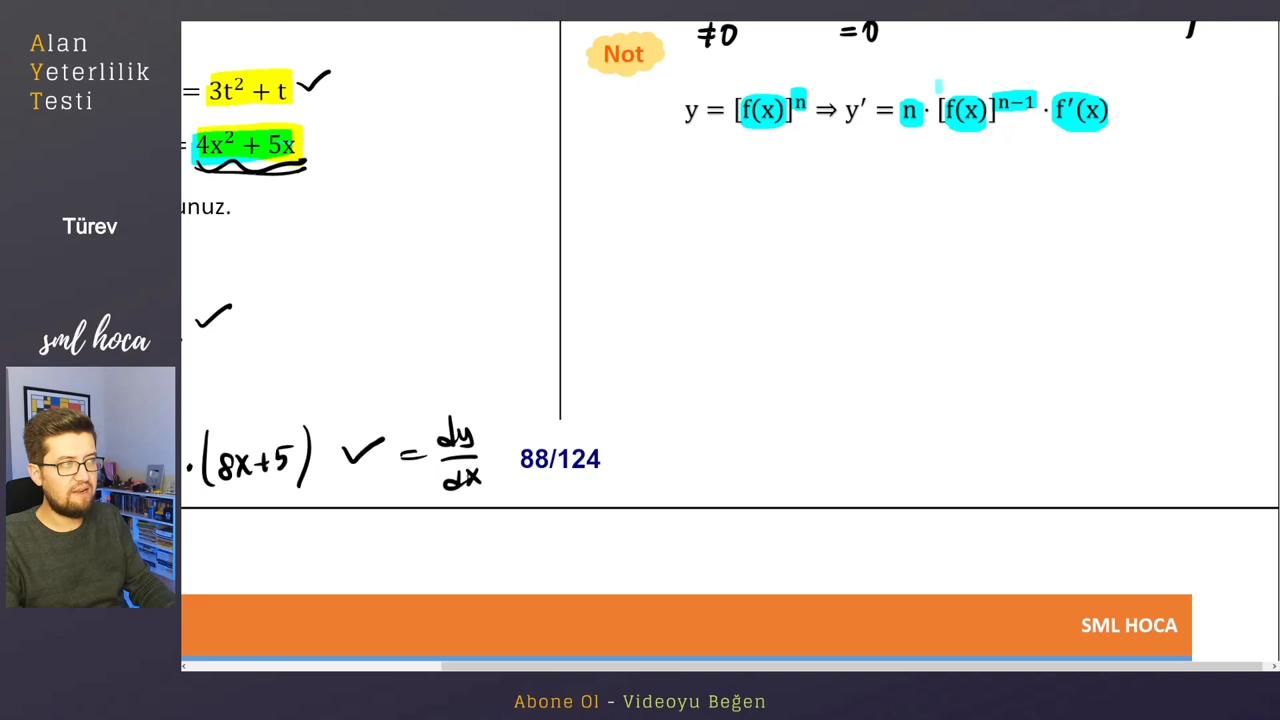 Alan
Yeterlilik
Testi
Türev
sml hoca
= 3t² + t ✓
= 4x² + 5x
unuz.
✓
· (8x+5) ✓ = dy/dx
88/124
≠0 =0
Not
y = [f(x)]ⁿ ⇒ y′ = n · [f(x)]ⁿ⁻¹ · f′(x)
SML HOCA
Abone Ol - Videoyu Beğen